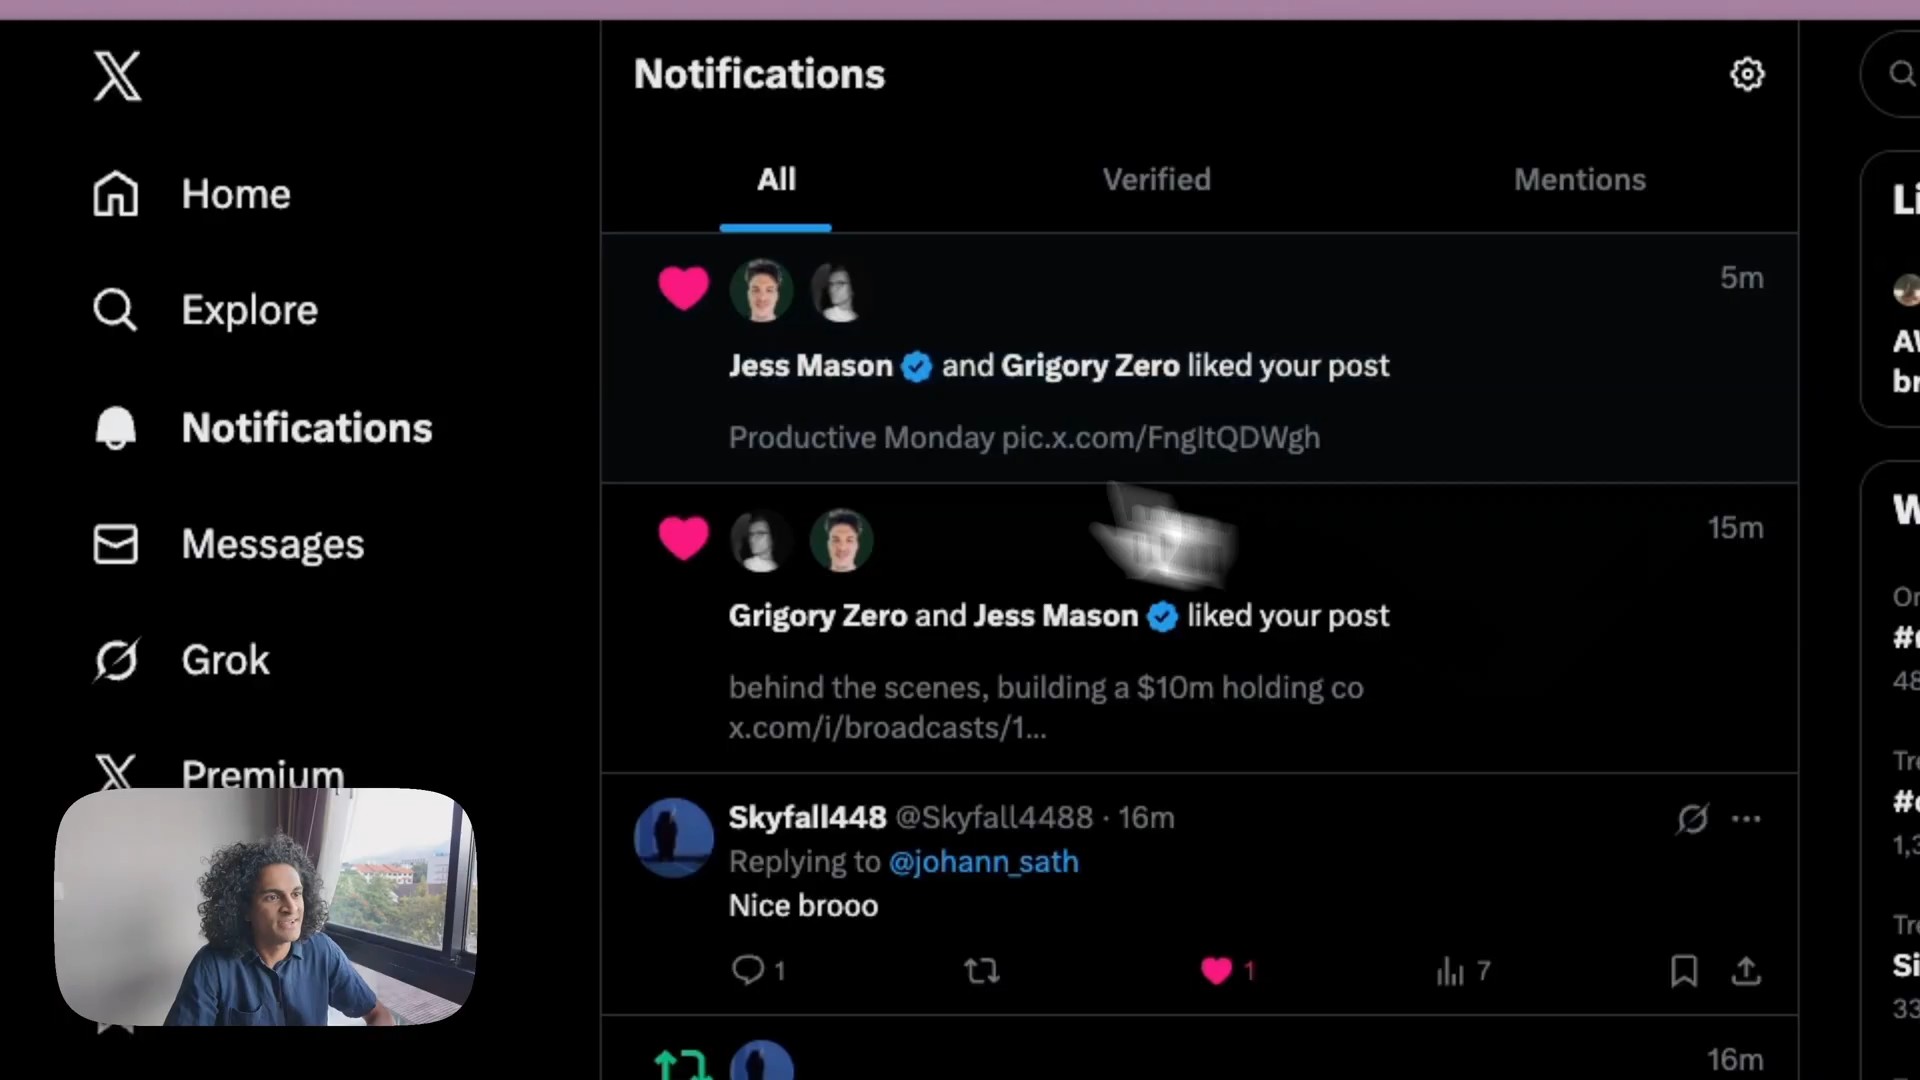 Notifications
All
Verified
Mentions
Home
Explore
Notifications
Messages
Grok
Premium
5m
Jess Mason and Grigory Zero liked your post
Productive Monday pic.x.com/FngItQDWgh
15m
Grigory Zero and Jess Mason liked your post
behind the scenes, building a $10m holding co
x.com/i/broadcasts/1...
Skyfall448 @Skyfall4488 · 16m
Replying to @johann_sath
Nice brooo
1
1
7
16m